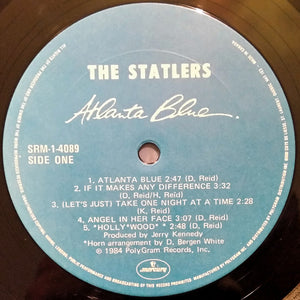 THE STATLERS
Atlanta Blue.
SRM-1-4089
SIDE ONE
1. ATLANTA BLUE 2:47 (D. Reid)
2. IF IT MAKES ANY DIFFERENCE 3:32
(D. Reid/H. Reid)
3. (LET'S JUST) TAKE ONE NIGHT AT A TIME 2:28
(K. Reid)
4. ANGEL IN HER FACE 3:07 (D. Reid)
5. *HOLLY"WOOD" * 2:48 (D. Reid)
Produced by Jerry Kennedy
*Horn arrangement by D. Bergen White
℗ 1984 PolyGram Records, Inc.
mercury